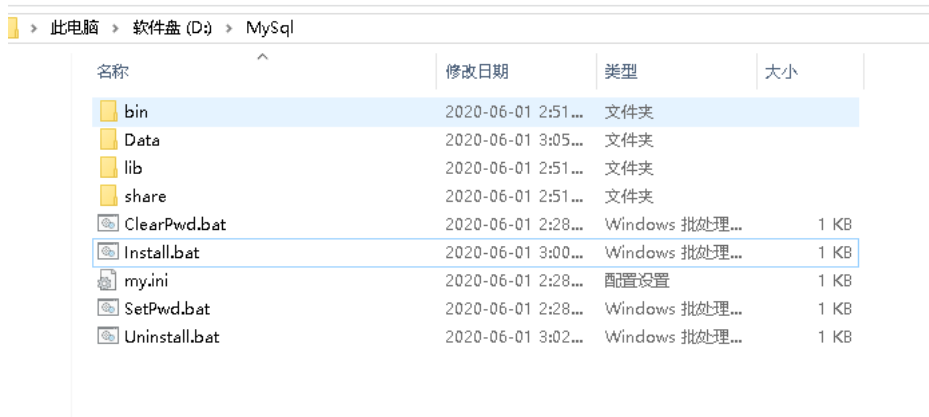 此电脑 > 软件盘 (D:) > MySql
名称 修改日期 类型 大小
bin 2020-06-01 2:51... 文件夹
Data 2020-06-01 3:05... 文件夹
lib 2020-06-01 2:51... 文件夹
share 2020-06-01 2:51... 文件夹
ClearPwd.bat 2020-06-01 2:28... Windows 批处理... 1 KB
Install.bat 2020-06-01 3:00... Windows 批处理... 1 KB
my.ini 2020-06-01 2:28... 配置设置 1 KB
SetPwd.bat 2020-06-01 2:28... Windows 批处理... 1 KB
Uninstall.bat 2020-06-01 3:02... Windows 批处理... 1 KB